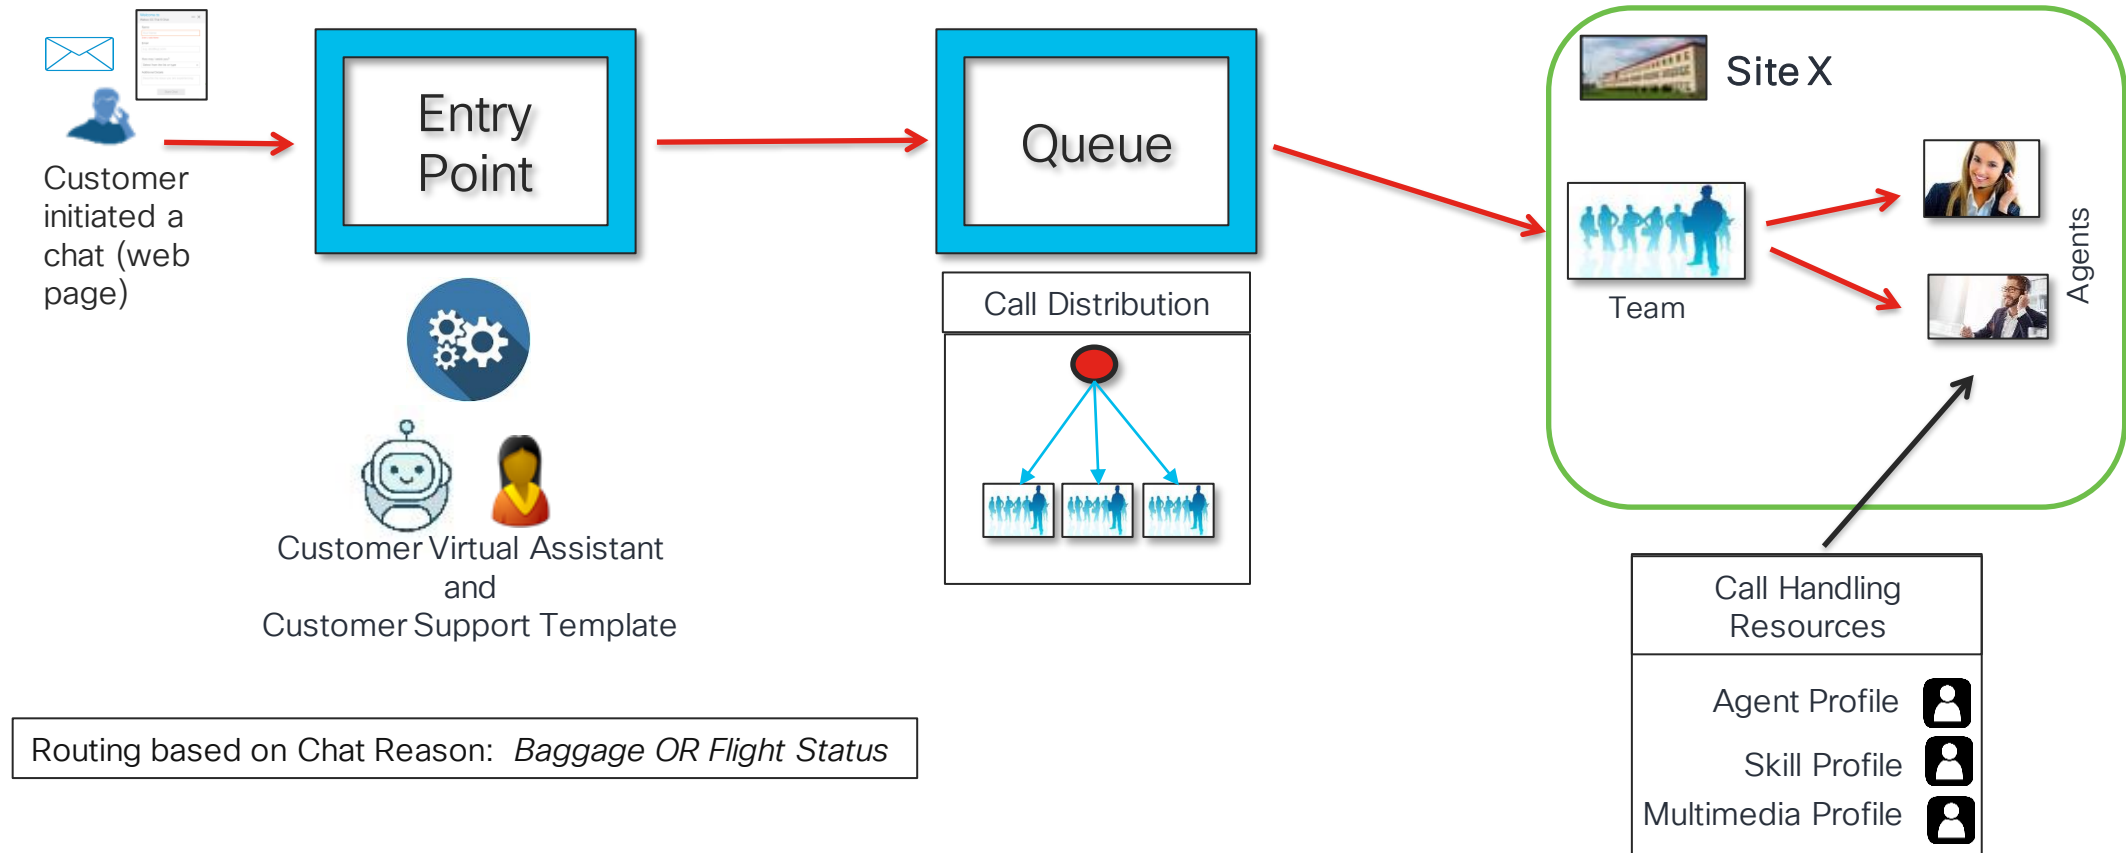 Customer
initiated a
chat (web
page)
Entry
Point
Customer Virtual Assistant
and
Customer Support Template
Routing based on Chat Reason: Baggage OR Flight Status
Queue
Call Distribution
Site X
Team
Agents
Call Handling
Resources
Agent Profile
Skill Profile
Multimedia Profile